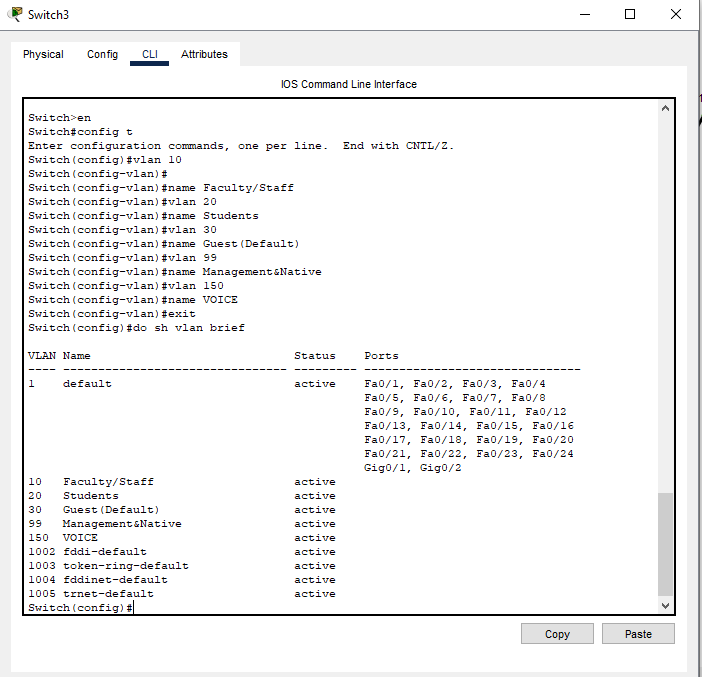 Switch3
Physical Config CLI Attributes
IOS Command Line Interface
Switch>en
Switch#config t
Enter configuration commands, one per line.  End with CNTL/Z.
Switch(config)#vlan 10
Switch(config-vlan)#
Switch(config-vlan)#name Faculty/Staff
Switch(config-vlan)#vlan 20
Switch(config-vlan)#name Students
Switch(config-vlan)#vlan 30
Switch(config-vlan)#name Guest(Default)
Switch(config-vlan)#vlan 99
Switch(config-vlan)#name Management&Native
Switch(config-vlan)#vlan 150
Switch(config-vlan)#name VOICE
Switch(config-vlan)#exit
Switch(config)#do sh vlan brief
VLAN Name                             Status    Ports
---- -------------------------------- --------- -------------------------------
1    default                          active    Fa0/1, Fa0/2, Fa0/3, Fa0/4
                                                Fa0/5, Fa0/6, Fa0/7, Fa0/8
                                                Fa0/9, Fa0/10, Fa0/11, Fa0/12
                                                Fa0/13, Fa0/14, Fa0/15, Fa0/16
                                                Fa0/17, Fa0/18, Fa0/19, Fa0/20
                                                Fa0/21, Fa0/22, Fa0/23, Fa0/24
                                                Gig0/1, Gig0/2
10   Faculty/Staff                    active
20   Students                         active
30   Guest(Default)                   active
99   Management&Native                active
150  VOICE                            active
1002 fddi-default                     active
1003 token-ring-default               active
1004 fddinet-default                  active
1005 trnet-default                    active
Switch(config)#
Copy Paste